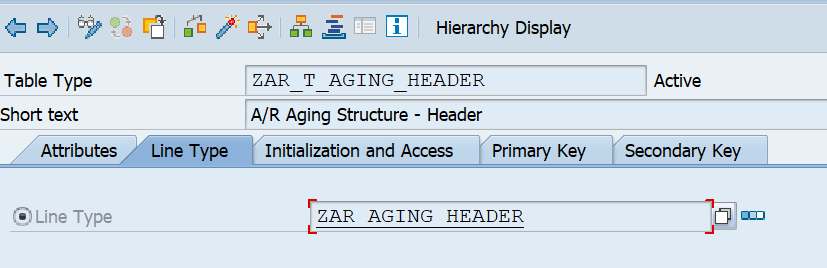 Hierarchy Display
Table Type ZAR_T_AGING_HEADER Active
Short text A/R Aging Structure - Header
Attributes Line Type Initialization and Access Primary Key Secondary Key
Line Type ZAR_AGING_HEADER